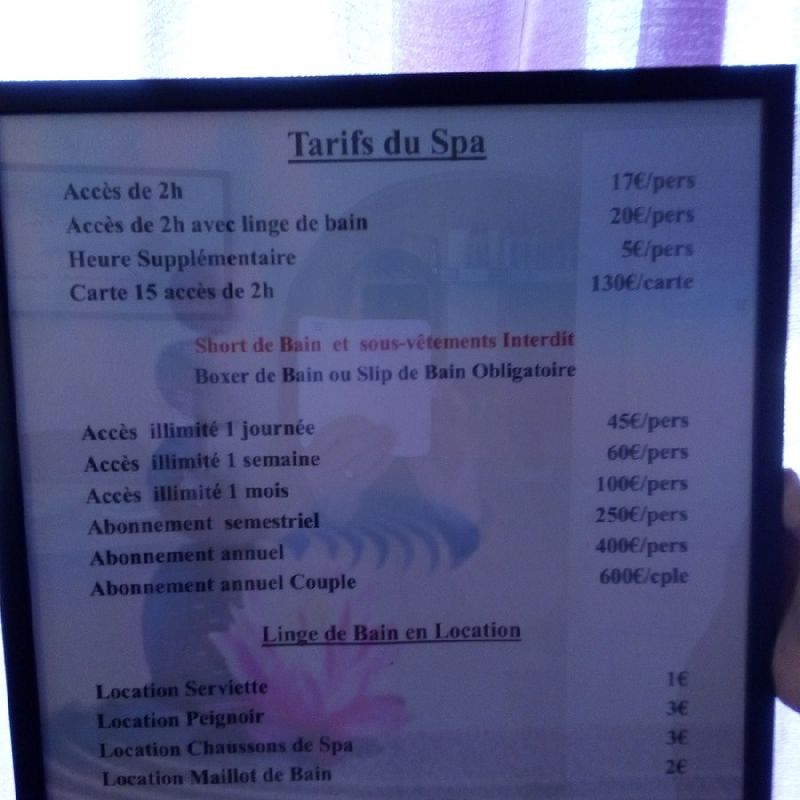 Tarifs du Spa
Accès de 2h 17€/pers
Accès de 2h avec linge de bain 20€/pers
Heure Supplémentaire 5€/pers
Carte 15 accès de 2h 130€/carte
Short de Bain et sous-vêtements Interdit
Boxer de Bain ou Slip de Bain Obligatoire
Accès illimité 1 journée 45€/pers
Accès illimité 1 semaine 60€/pers
Accès illimité 1 mois 100€/pers
Abonnement semestriel 250€/pers
Abonnement annuel 400€/pers
Abonnement annuel Couple 600€/cple
Linge de Bain en Location
Location Serviette 1€
Location Peignoir 3€
Location Chaussons de Spa 3€
Location Maillot de Bain 2€